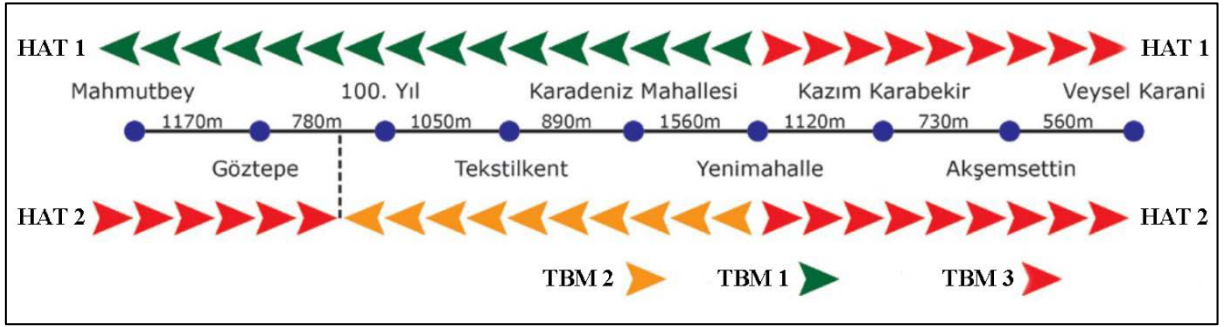 HAT 1 HAT 1
Mahmutbey 100. Yıl Karadeniz Mahallesi Kazım Karabekir Veysel Karani
1170m 780m 1050m 890m 1560m 1120m 730m 560m
Göztepe Tekstilkent Yenimahalle Akşemsettin
HAT 2 HAT 2
TBM 2 TBM 1 TBM 3